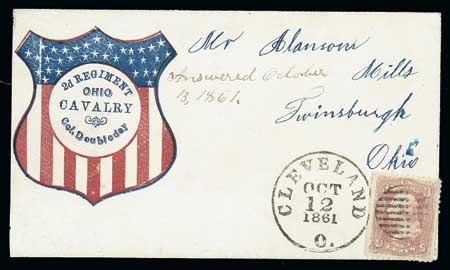 2d REGIMENT
OHIO
CAVALRY
Col. Doubleday
Mr Alanson
Mills
Twinsburgh
Ohio
Answered October
13, 1861.
CLEVELAND
OCT
12
1861
O.